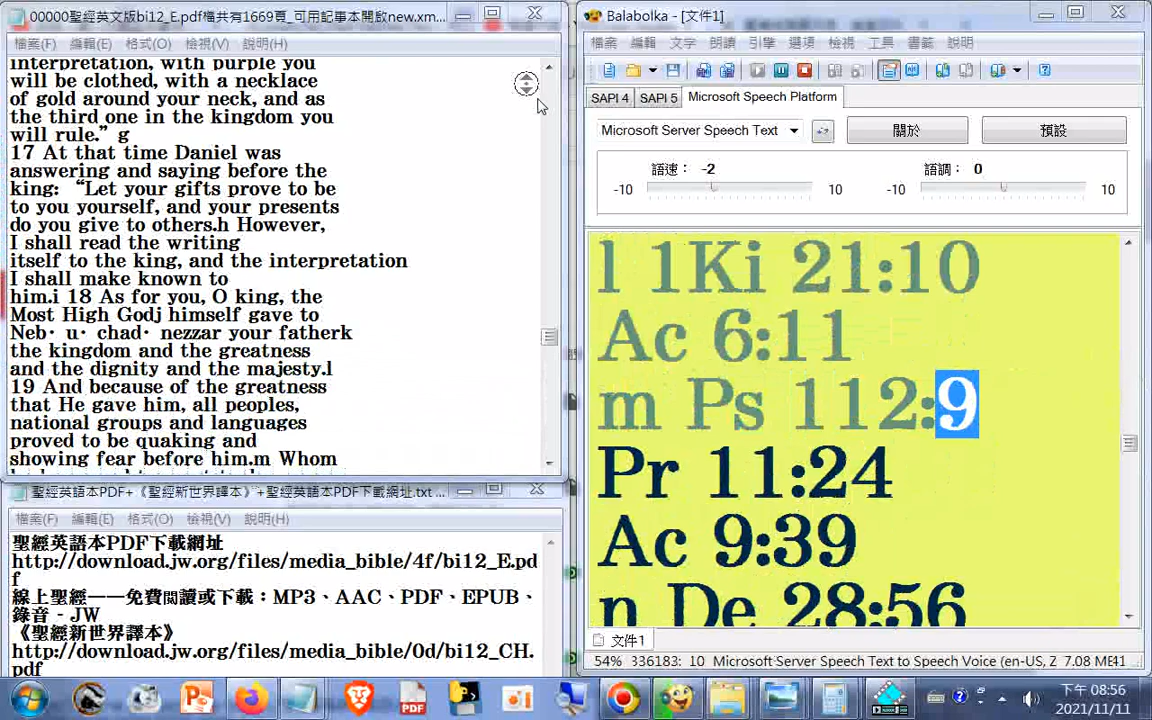 00000聖經英文版bi12_E.pdf檔共有1669頁_可用記事本開啟new.xm...
檔案(F) 編輯(E) 格式(O) 檢視(V) 說明(H)
interpretation, with purple you
will be clothed, with a necklace
of gold around your neck, and as
the third one in the kingdom you
will rule.” g
17 At that time Daniel was
answering and saying before the
king: “Let your gifts prove to be
to you yourself, and your presents
do you give to others.h However,
I shall read the writing
itself to the king, and the interpretation
I shall make known to
him.i 18 As for you, O king, the
Most High Godj himself gave to
Neb· u· chad· nezzar your fatherk
the kingdom and the greatness
and the dignity and the majesty.l
19 And because of the greatness
that He gave him, all peoples,
national groups and languages
proved to be quaking and
showing fear before him.m Whom
聖經英語本PDF+《聖經新世界譯本》+聖經英語本PDF下載網址.txt ...
檔案(F) 編輯(E) 格式(O) 檢視(V) 說明(H)
聖經英語本PDF下載網址
http://download.jw.org/files/media_bible/4f/bi12_E.pd
f
線上聖經——免費閱讀或下載：MP3、AAC、PDF、EPUB、
錄音 - JW
《聖經新世界譯本》
http://download.jw.org/files/media_bible/0d/bi12_CH.
pdf
Balabolka - [文件1]
檔案 編輯 文字 朗讀 引擎 選項 檢視 工具 書籤 說明
SAPI 4 SAPI 5 Microsoft Speech Platform
Microsoft Server Speech Text 關於 預設
語速： -2 語調： 0
-10 10 -10 10
l 1Ki 21:10
Ac 6:11
m Ps 112:9
Pr 11:24
Ac 9:39
n De 28:56
文件1
54% 336183: 10 Microsoft Server Speech Text to Speech Voice (en-US, Z 7.08 MB
下午 08:56
2021/11/11